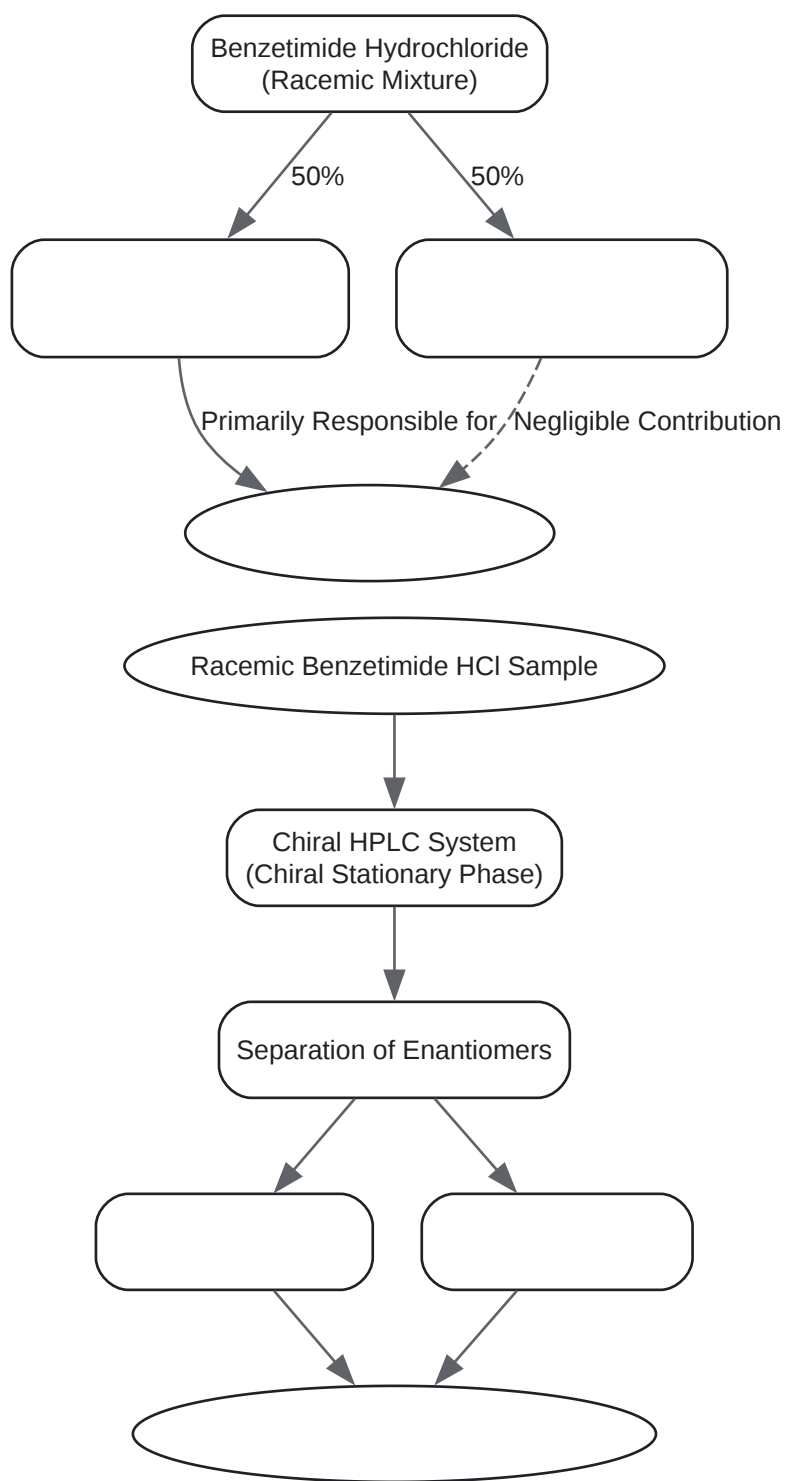 Benzetimide Hydrochloride
(Racemic Mixture)
50%
50%
Primarily Responsible for
Negligible Contribution
Racemic Benzetimide HCl Sample
Chiral HPLC System
(Chiral Stationary Phase)
Separation of Enantiomers